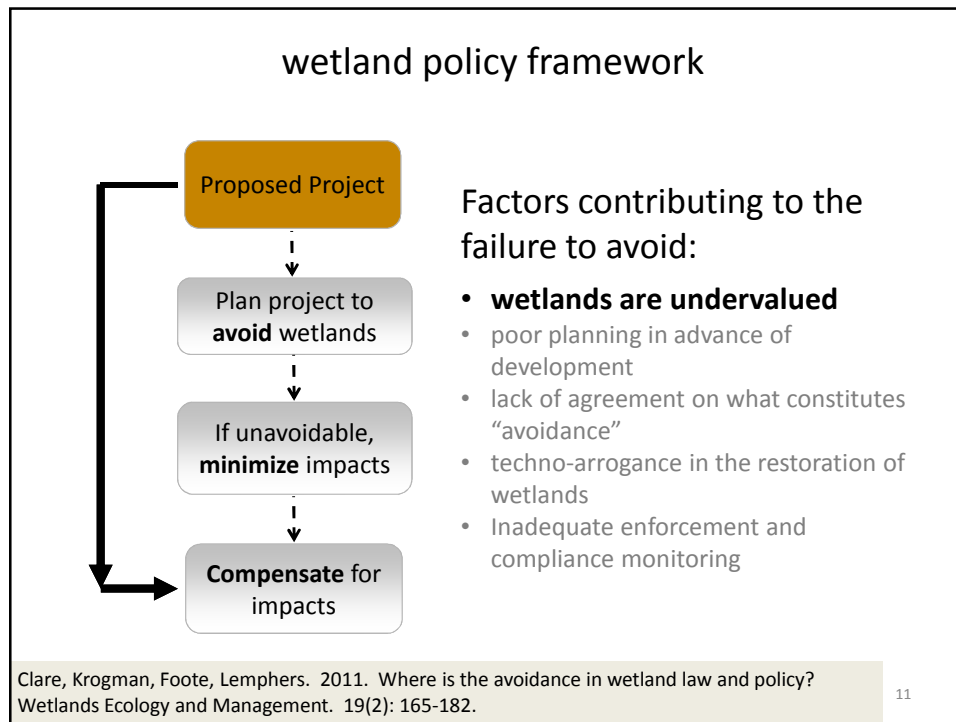 wetland policy framework
Proposed Project
Plan project to
avoid wetlands
If unavoidable,
minimize impacts
Compensate for
impacts
Factors contributing to the
failure to avoid:
• wetlands are undervalued
• poor planning in advance of
development
• lack of agreement on what constitutes
“avoidance”
• techno-arrogance in the restoration of
wetlands
• Inadequate enforcement and
compliance monitoring
Clare, Krogman, Foote, Lemphers. 2011. Where is the avoidance in wetland law and policy?
Wetlands Ecology and Management. 19(2): 165-182.
11